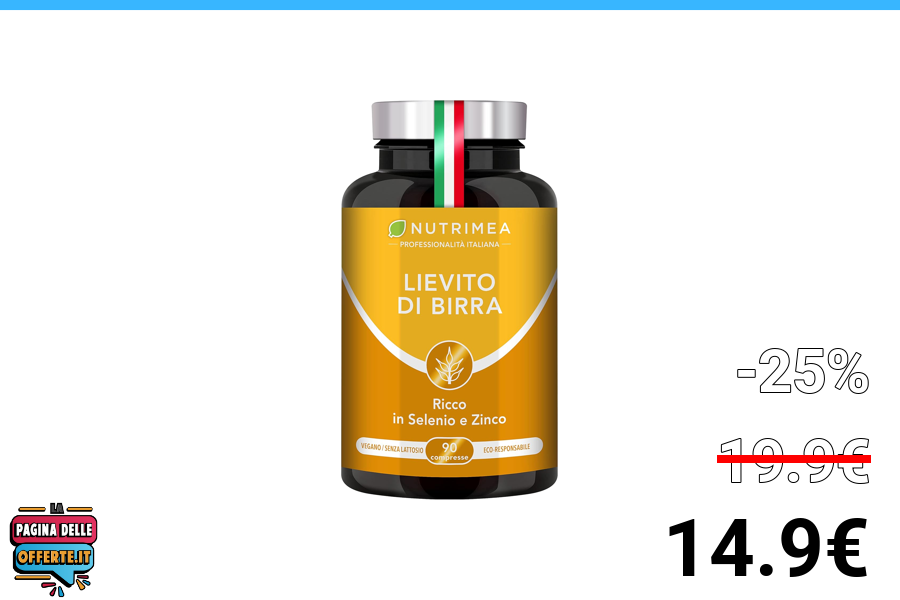 NUTRIMEA
PROFESSIONALITÀ ITALIANA
LIEVITO
DI BIRRA
Ricco
in Selenio e Zinco
VEGANO / SENZA LATTOSIO
90
compresse
ECO-RESPONSABILE
-25%
19.9€
14.9€
LA
PAGINA DELLE
OFFERTE.IT